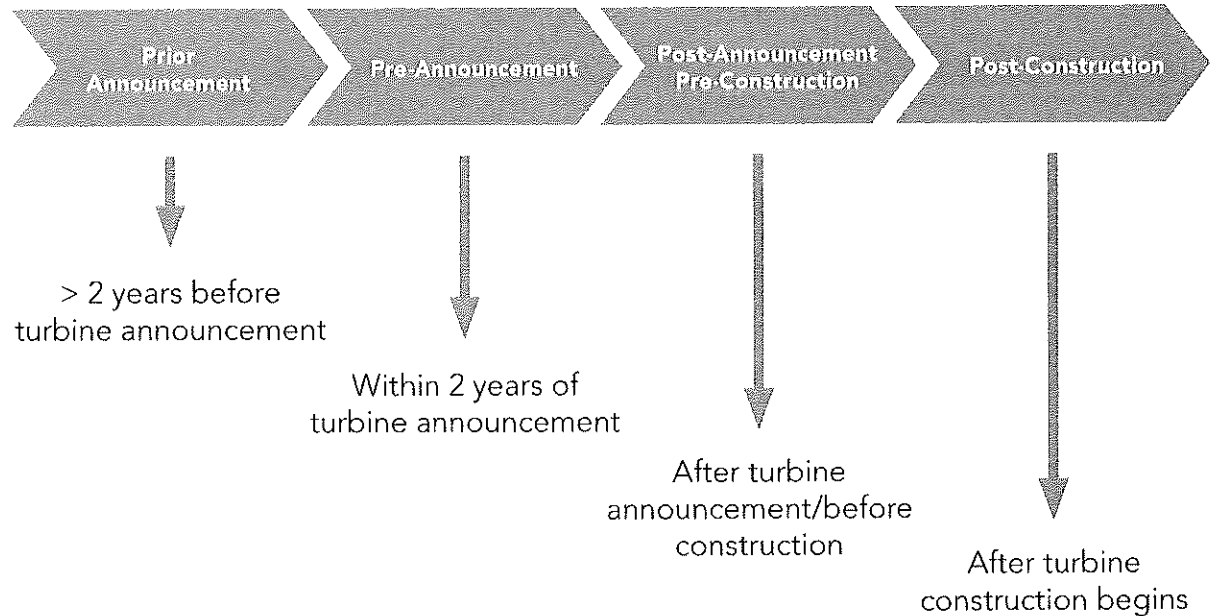 Prior
Announcement
Pre-Announcement
Post-Announcement
Pre-Construction
Post-Construction
> 2 years before
turbine announcement
Within 2 years of
turbine announcement
After turbine
announcement/before
construction
After turbine
construction begins